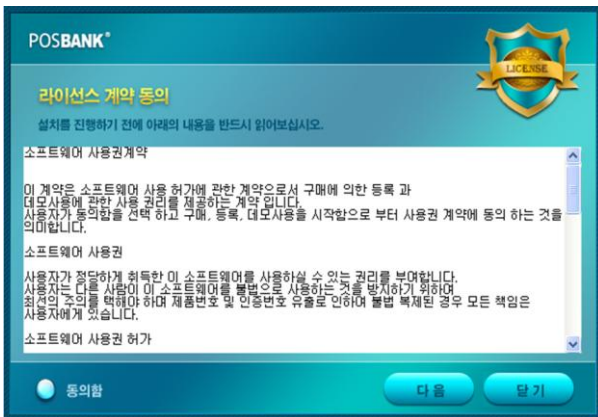 POSBANK®
LICENSE
라이선스 계약 동의
설치를 진행하기 전에 아래의 내용을 반드시 읽어보십시오.
소프트웨어 사용권계약
이 계약은 소프트웨어 사용 허가에 관한 계약으로서 구매에 의한 등록 과
데모사용에 관한 사용 권리를 제공하는 계약 입니다.
사용자가 동의함을 선택 하고 구매, 등록, 데모사용을 시작함으로 부터 사용권 계약에 동의 하는 것을
의미합니다.
소프트웨어 사용권
사용자가 정당하게 취득한 이 소프트웨어를 사용하실 수 있는 권리를 부여합니다.
사용자는 다른 사람이 이 소프트웨어를 불법으로 사용하는 것을 방지하기 위하여
최선의 주의를 택해야 하며 제품번호 및 인증번호 유출로 인하여 불법 복제된 경우 모든 책임은
사용자에게 있습니다.
소프트웨어 사용권 허가
동의함
다음
닫기